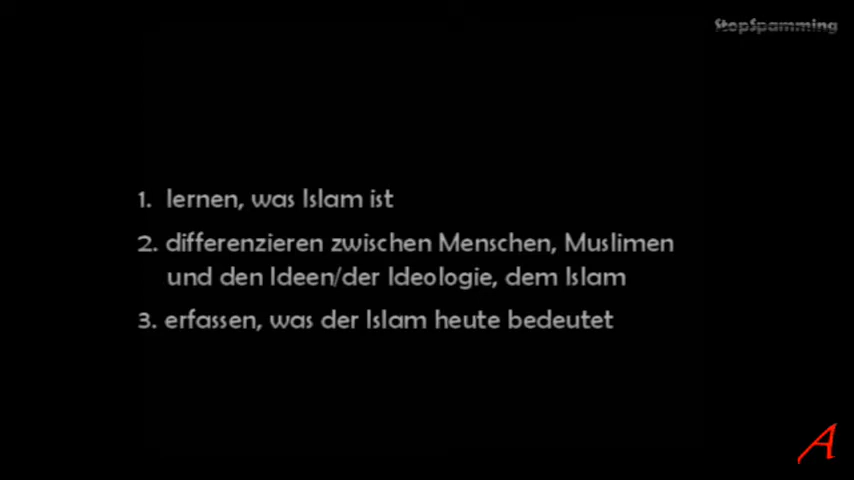 StopSpamming
1. lernen, was Islam ist
2. differenzieren zwischen Menschen, Muslimen
und den Ideen/der Ideologie, dem Islam
3. erfassen, was der Islam heute bedeutet
A